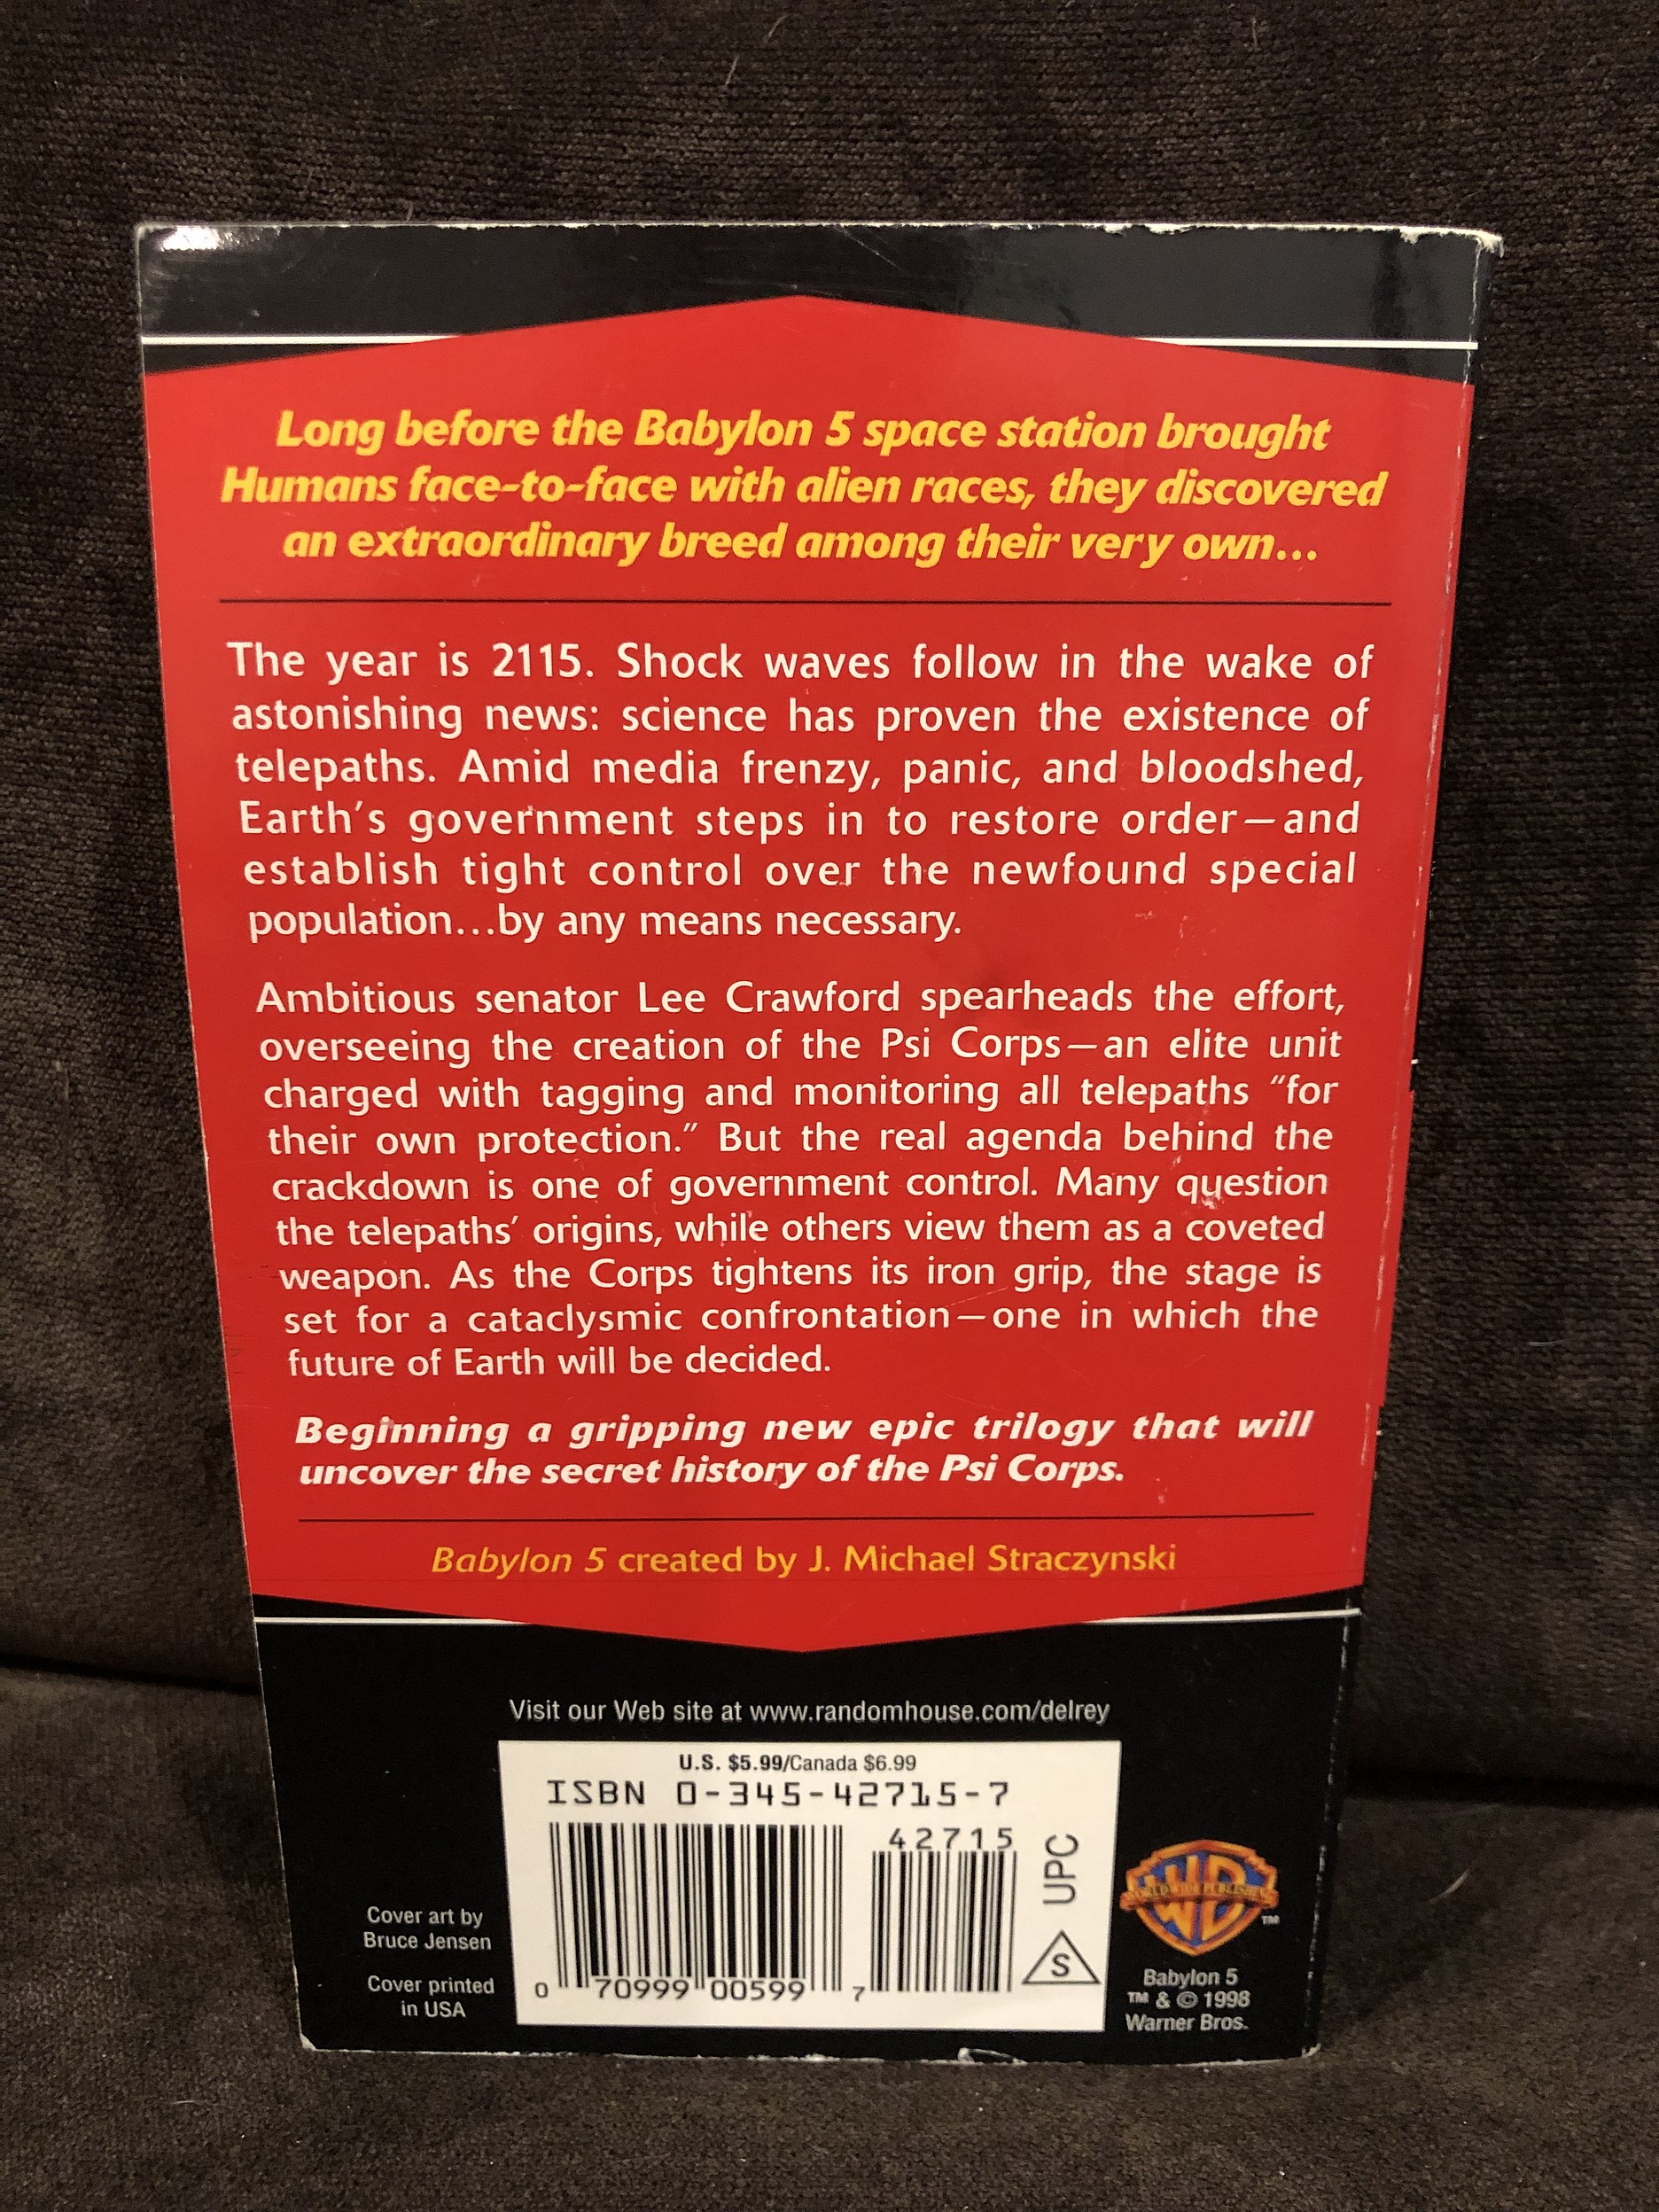 Long before the Babylon 5 space station brought
Humans face-to-face with alien races, they discovered
an extraordinary breed among their very own...
The year is 2115. Shock waves follow in the wake of
astonishing news: science has proven the existence of
telepaths. Amid media frenzy, panic, and bloodshed,
Earth's government steps in to restore order—and
establish tight control over the newfound special
population...by any means necessary.
Ambitious senator Lee Crawford spearheads the effort,
overseeing the creation of the Psi Corps—an elite unit
charged with tagging and monitoring all telepaths “for
their own protection.” But the real agenda behind the
crackdown is one of government control. Many question
the telepaths’ origins, while others view them as a coveted
weapon. As the Corps tightens its iron grip, the stage is
set for a cataclysmic confrontation—one in which the
future of Earth will be decided.
Beginning a gripping new epic trilogy that will
uncover the secret history of the Psi Corps.
Babylon 5 created by J. Michael Straczynski
Visit our Web site at www.randomhouse.com/delrey
U.S. $5.99/Canada $6.99
ISBN 0-345-42715-7
42715
UPC
S
0 70999 00599 7
Cover art by
Bruce Jensen
Cover printed
in USA
WB
WORLDWIDE PUBLISHING
TM
Babylon 5
™ & © 1998
Warner Bros.